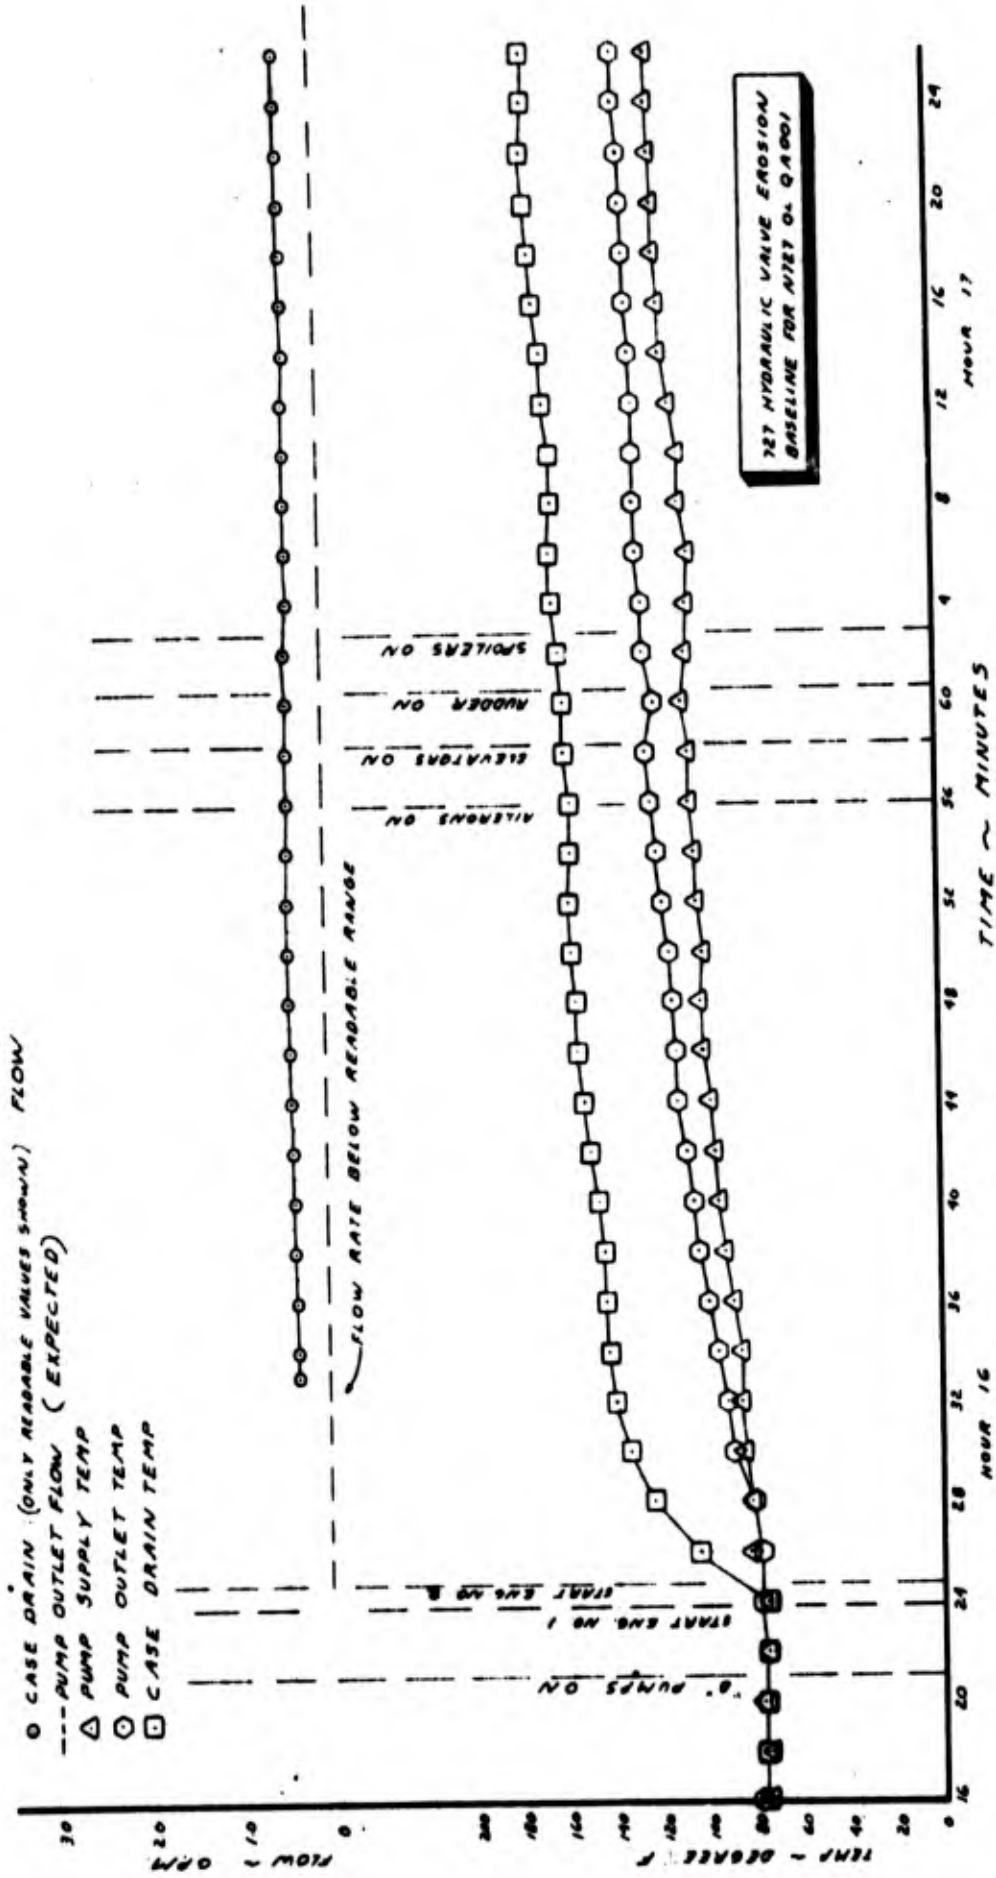 CASE DRAIN (ONLY READABLE VALUES SHOWN) FLOW
PUMP OUTLET FLOW (EXPECTED)
PUMP SUPPLY TEMP
PUMP OUTLET TEMP
CASE DRAIN TEMP
30
20
10
0
FLOW ~ GPM
200
180
160
140
120
100
80
60
40
20
0
TEMP ~ DEGREE F
FLOW RATE BELOW READABLE RANGE
"B" PUMPS ON
START ENG. NO 1
START ENG NO 2
AILERONS ON
ELEVATORS ON
RUDDER ON
SPOILERS ON
727 HYDRAULIC VALVE EROSION
BASELINE FOR N727 OL QA001
16 20 24 28 32 36 40 44 48 52 56 60 4 8 12 16 20 24
HOUR 16
TIME ~ MINUTES
HOUR 17